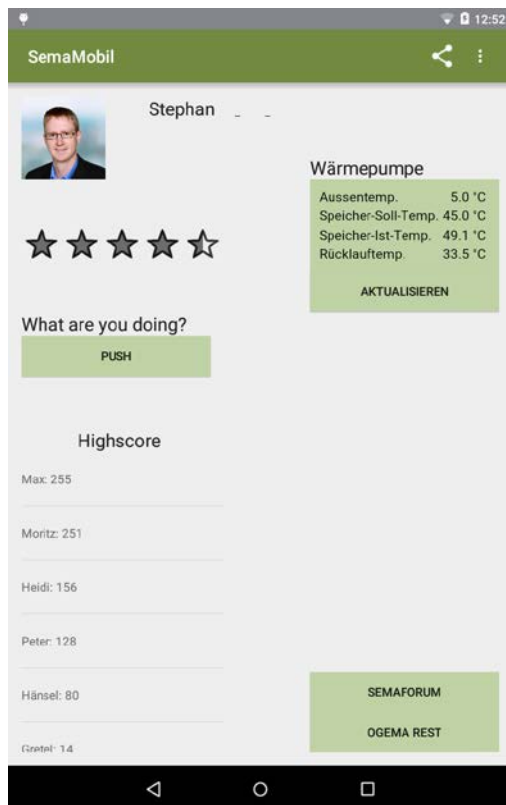 12:52
SemaMobil
Stephan
Wärmepumpe
Aussentemp. 5.0 °C
Speicher-Soll-Temp. 45.0 °C
Speicher-Ist-Temp. 49.1 °C
Rücklauftemp. 33.5 °C
AKTUALISIEREN
What are you doing?
PUSH
Highscore
Max: 255
Moritz: 251
Heidi: 156
Peter: 128
Hänsel: 80
Gretel: 14
SEMAFORUM
OGEMA REST